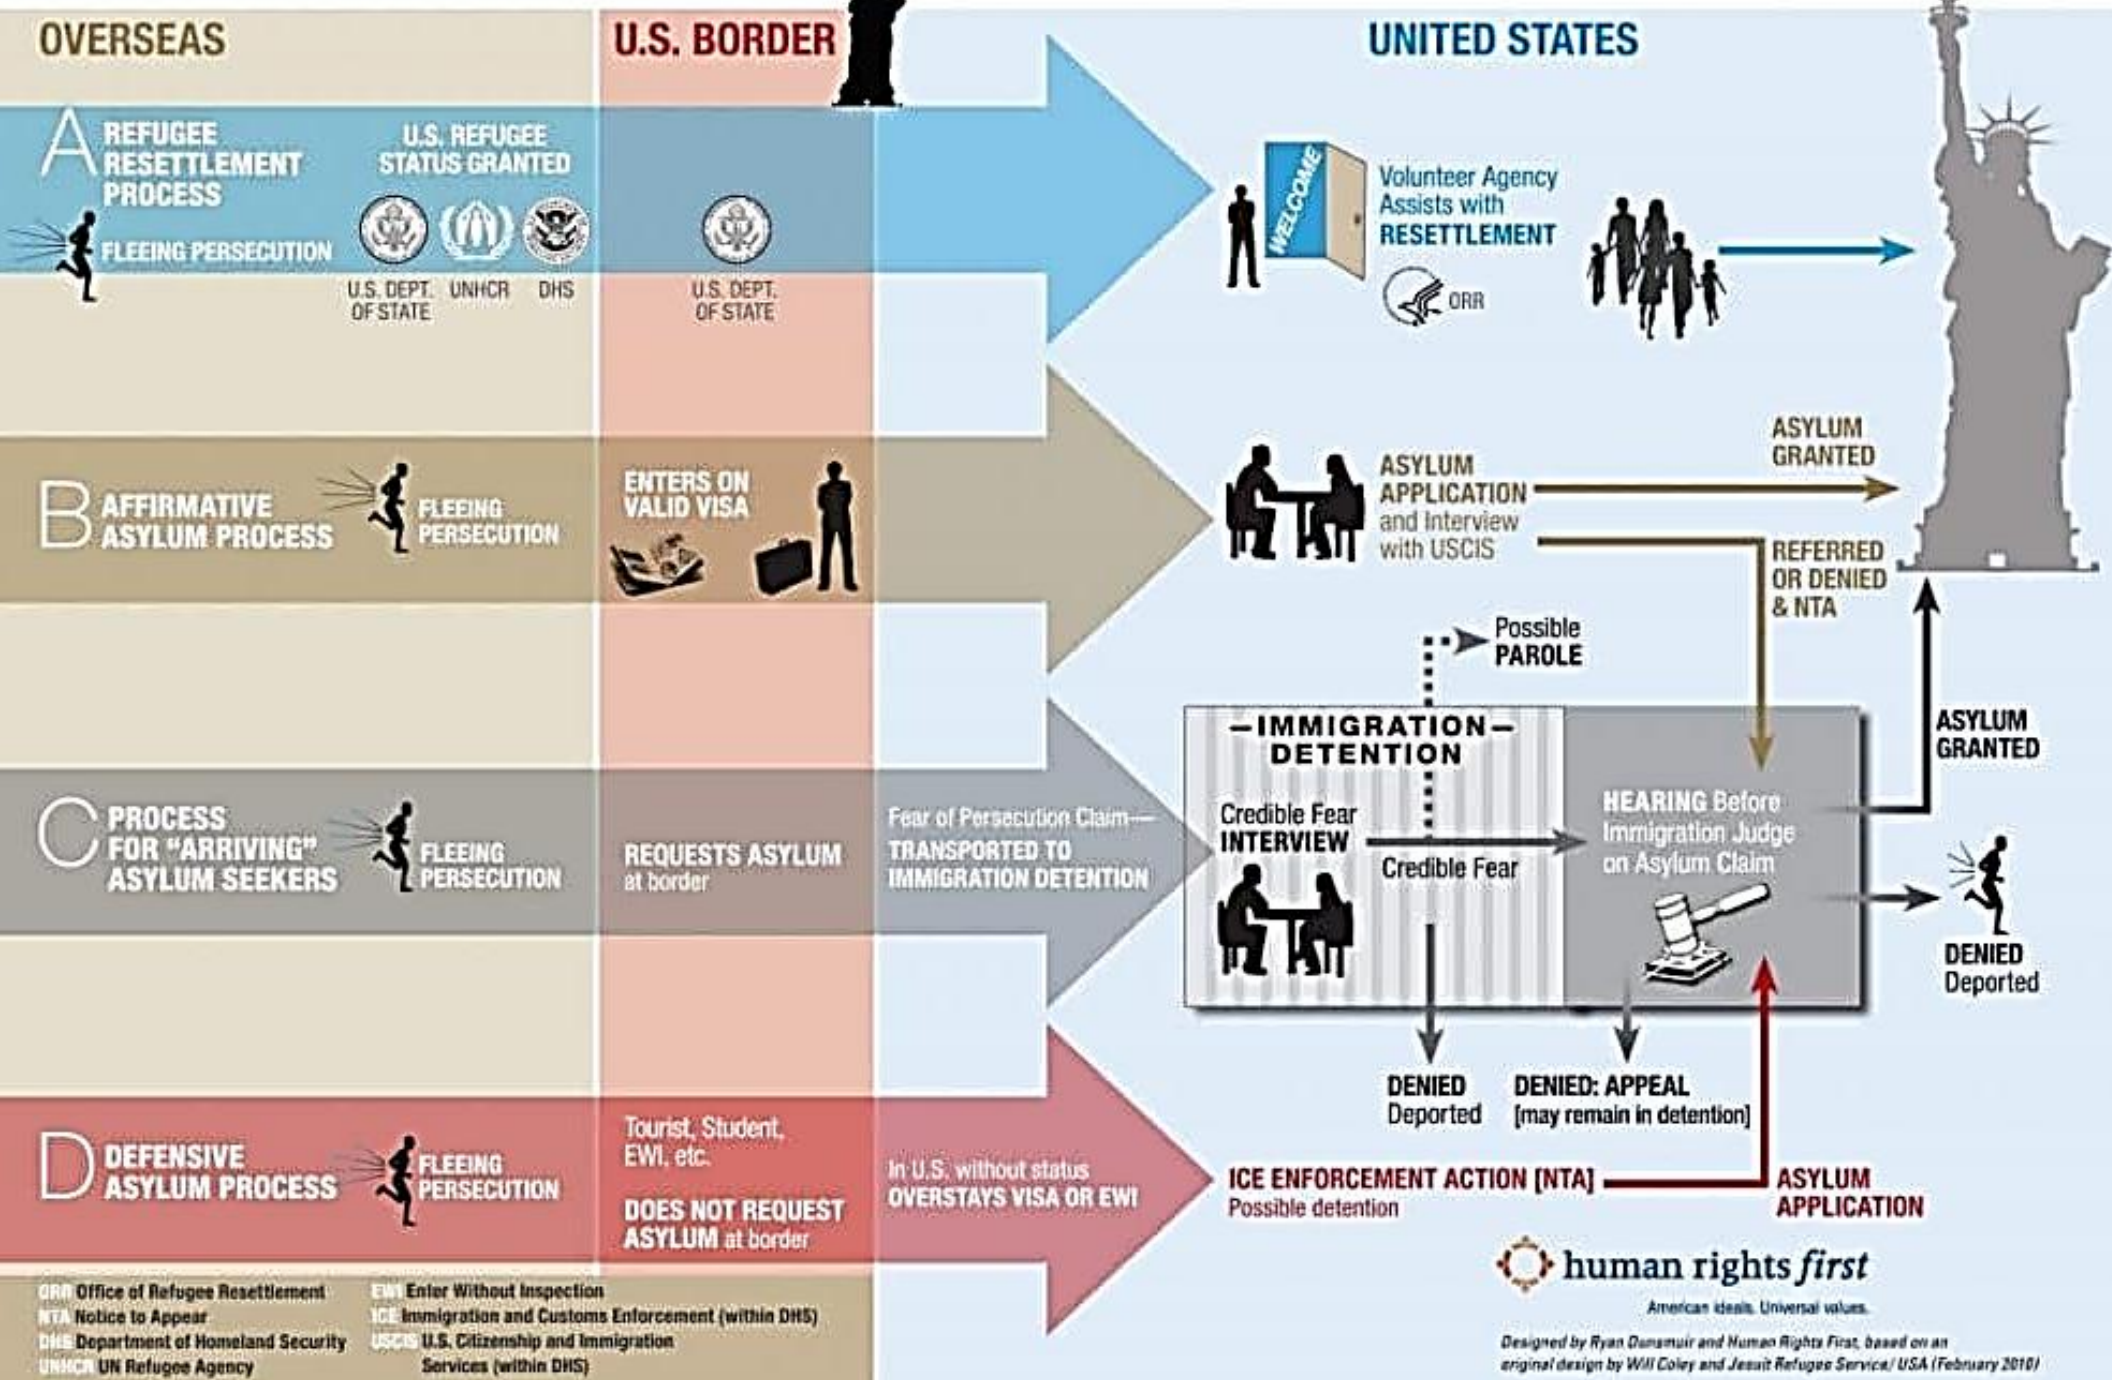 OVERSEAS
U.S. BORDER
UNITED STATES
A REFUGEE
RESETTLEMENT
PROCESS
FLEEING PERSECUTION
U.S. REFUGEE
STATUS GRANTED
U.S. DEPT.
OF STATE
UNHCR
DHS
U.S. DEPT.
OF STATE
WELCOME
Volunteer Agency
Assists with
RESETTLEMENT
ORR
B AFFIRMATIVE
ASYLUM PROCESS
FLEEING
PERSECUTION
ENTERS ON
VALID VISA
ASYLUM
APPLICATION
and Interview
with USCIS
ASYLUM
GRANTED
REFERRED
OR DENIED
& NTA
Possible
PAROLE
C PROCESS
FOR "ARRIVING"
ASYLUM SEEKERS
FLEEING
PERSECUTION
REQUESTS ASYLUM
at border
Fear of Persecution Claim—
TRANSPORTED TO
IMMIGRATION DETENTION
–IMMIGRATION–
DETENTION
Credible Fear
INTERVIEW
Credible Fear
HEARING Before
Immigration Judge
on Asylum Claim
ASYLUM
GRANTED
DENIED
Deported
DENIED
Deported
DENIED: APPEAL
[may remain in detention]
D DEFENSIVE
ASYLUM PROCESS
FLEEING
PERSECUTION
Tourist, Student,
EWI, etc.
DOES NOT REQUEST
ASYLUM at border
In U.S. without status
OVERSTAYS VISA OR EWI
ICE ENFORCEMENT ACTION [NTA]
Possible detention
ASYLUM
APPLICATION
ORR Office of Refugee Resettlement
NTA Notice to Appear
DHS Department of Homeland Security
UNHCR UN Refugee Agency
EWI Enter Without Inspection
ICE Immigration and Customs Enforcement (within DHS)
USCIS U.S. Citizenship and Immigration
Services (within DHS)
human rights first
American ideals. Universal values.
Designed by Ryan Dunsmuir and Human Rights First, based on an
original design by Will Coley and Jesuit Refugee Service/ USA (February 2010)